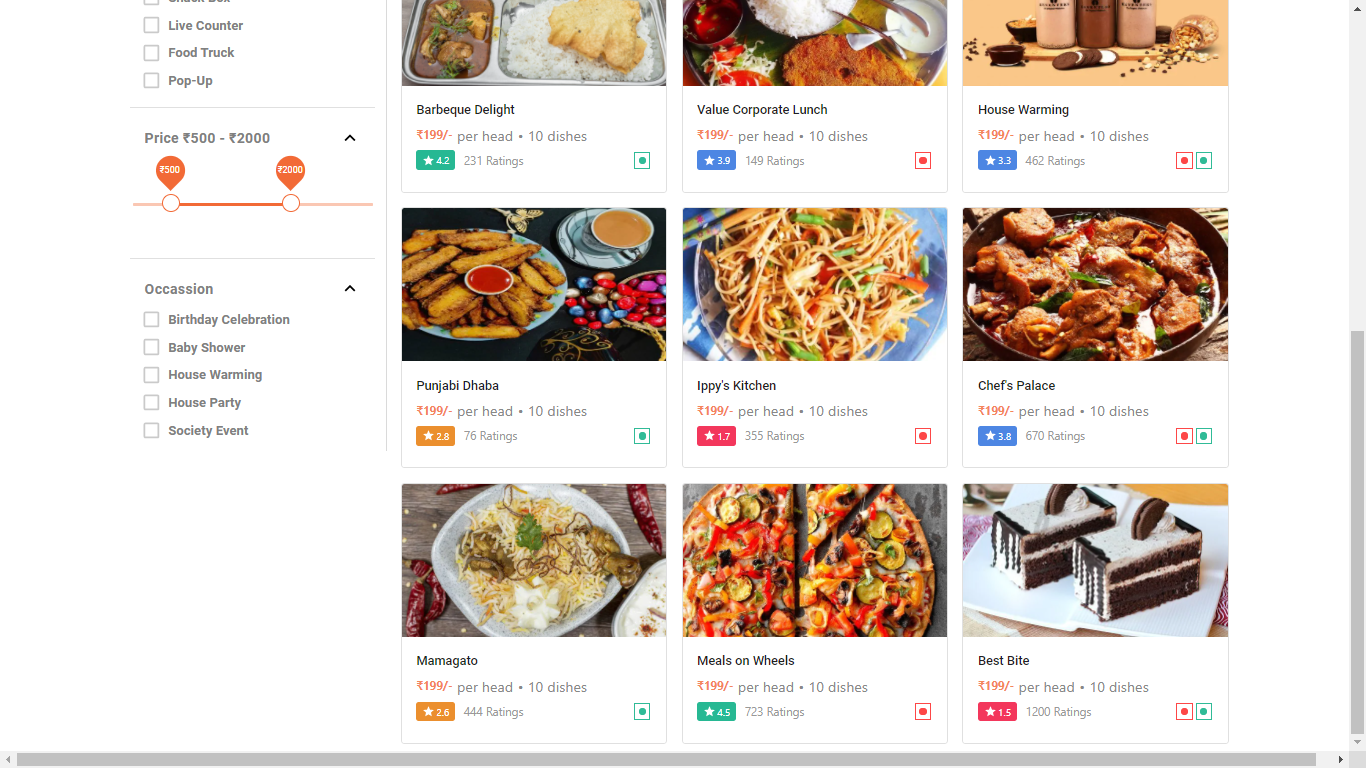 Snack Box
Live Counter
Food Truck
Pop-Up
Price ₹500 - ₹2000
₹500
₹2000
Occassion
Birthday Celebration
Baby Shower
House Warming
House Party
Society Event
Barbeque Delight
₹199/- per head • 10 dishes
4.2 231 Ratings
Value Corporate Lunch
₹199/- per head • 10 dishes
3.9 149 Ratings
House Warming
₹199/- per head • 10 dishes
3.3 462 Ratings
Punjabi Dhaba
₹199/- per head • 10 dishes
2.8 76 Ratings
Ippy's Kitchen
₹199/- per head • 10 dishes
1.7 355 Ratings
Chef's Palace
₹199/- per head • 10 dishes
3.8 670 Ratings
Mamagato
₹199/- per head • 10 dishes
2.6 444 Ratings
Meals on Wheels
₹199/- per head • 10 dishes
4.5 723 Ratings
Best Bite
₹199/- per head • 10 dishes
1.5 1200 Ratings